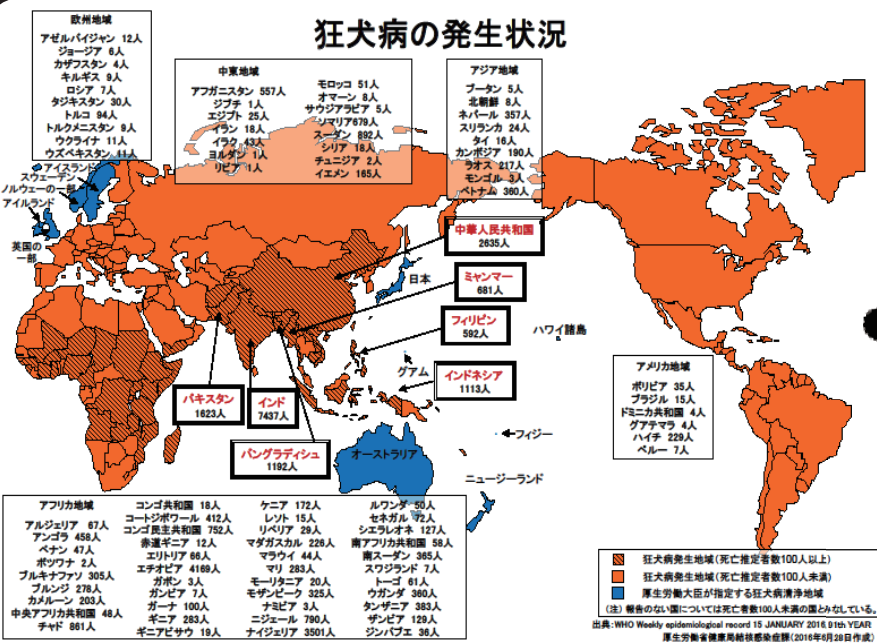 狂犬病の発生状況
欧州地域
アゼルバイジャン 12人
ジョージア 6人
カザフスタン 4人
キルギス 9人
ロシア 7人
タジキスタン 30人
トルコ 94人
トルクメニスタン 9人
ウクライナ 11人
ウズベキスタン 11人
中東地域
アフガニスタン 557人
ジブチ 1人
エジプト 25人
イラン 18人
イラク 43人
ヨルダン 1人
リビア 1人
モロッコ 51人
オマーン 8人
サウジアラビア 5人
ソマリア679人
スーダン 892人
シリア 18人
チュニジア 2人
イエメン 165人
アジア地域
ブータン 5人
北朝鮮 8人
ネパール 357人
スリランカ 24人
タイ 16人
カンボジア 190人
ラオス 217人
モンゴル 3人
ベトナム 360人
アイスランド
スウェーデン
ノルウェーの一部
アイルランド
英国の
一部
中華人民共和国
2635人
日本
ミャンマー
681人
フィリピン
592人
ハワイ諸島
グアム
インドネシア
1113人
パキスタン
1623人
インド
7437人
バングラディシュ
1192人
フィジー
オーストラリア
ニュージーランド
アメリカ地域
ボリビア 35人
ブラジル 15人
ドミニカ共和国 4人
グアテマラ 4人
ハイチ 229人
ペルー 7人
アフリカ地域
アルジェリア 67人
アンゴラ 458人
ベナン 47人
ボツワナ 2人
ブルキナファソ 305人
ブルンジ 278人
カメルーン 203人
中央アフリカ共和国 48人
チャド 861人
コンゴ共和国 18人
コートジボワール 412人
コンゴ民主共和国 752人
赤道ギニア 12人
エリトリア 66人
エチオピア 4169人
ガボン 3人
ガンビア 7人
ガーナ 100人
ギニア 283人
ギニアビサウ 19人
ケニア 172人
レソト 15人
リベリア 29人
マダガスカル 226人
マラウイ 44人
マリ 283人
モーリタニア 20人
モザンビーク 325人
ナミビア 3人
ニジェール 790人
ナイジェリア 3501人
ルワンダ 50人
セネガル 72人
シエラレオネ 127人
南アフリカ共和国 58人
南スーダン 365人
スワジランド 7人
トーゴ 61人
ウガンダ 360人
タンザニア 383人
ザンビア 129人
ジンバブエ 36人
狂犬病発生地域(死亡推定者数100人以上)
狂犬病発生地域(死亡推定者数100人未満)
厚生労働大臣が指定する狂犬病清浄地域
(注) 報告のない国については死亡者数100人未満の国とみなしている。
出典:WHO Weekly epidemiological record 15 JANUARY 2016.91th YEAR
厚生労働省健康局結核感染症課(2016年6月28日作成)